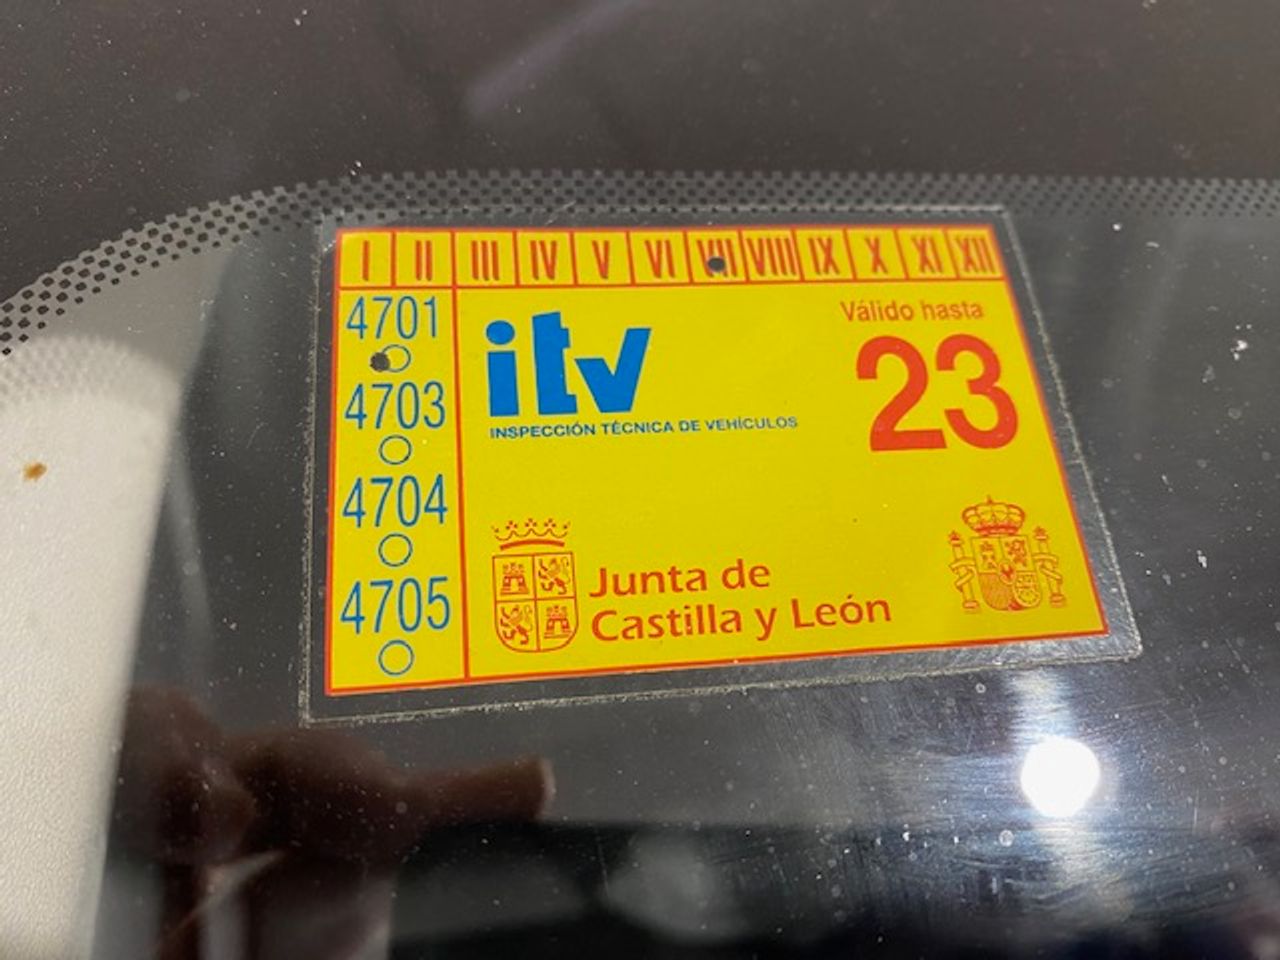 I II III IV V VI VII VIII IX X XI XII
4701
4703
4704
4705
itv
INSPECCIÓN TÉCNICA DE VEHÍCULOS
Válido hasta
23
Junta de
Castilla y León